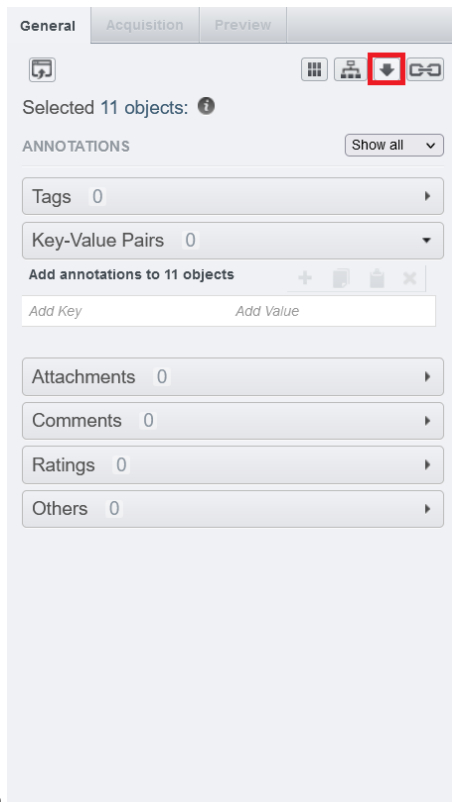 General Acquisition Preview
Selected 11 objects:
ANNOTATIONS Show all
Tags 0
Key-Value Pairs 0
Add annotations to 11 objects
Add Key Add Value
Attachments 0
Comments 0
Ratings 0
Others 0